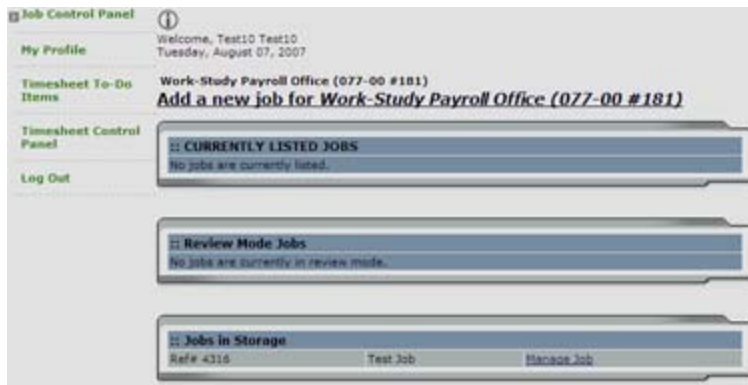 Job Control Panel
My Profile
Timesheet To-Do
Items
Timesheet Control
Panel
Log Out
Welcome, Test10 Test10
Tuesday, August 07, 2007
Work-Study Payroll Office (077-00 #181)
Add a new job for Work-Study Payroll Office (077-00 #181)
:: CURRENTLY LISTED JOBS
No jobs are currently listed.
:: Review Mode Jobs
No jobs are currently in review mode.
:: Jobs in Storage
Ref# 4316 Test Job Manage Job